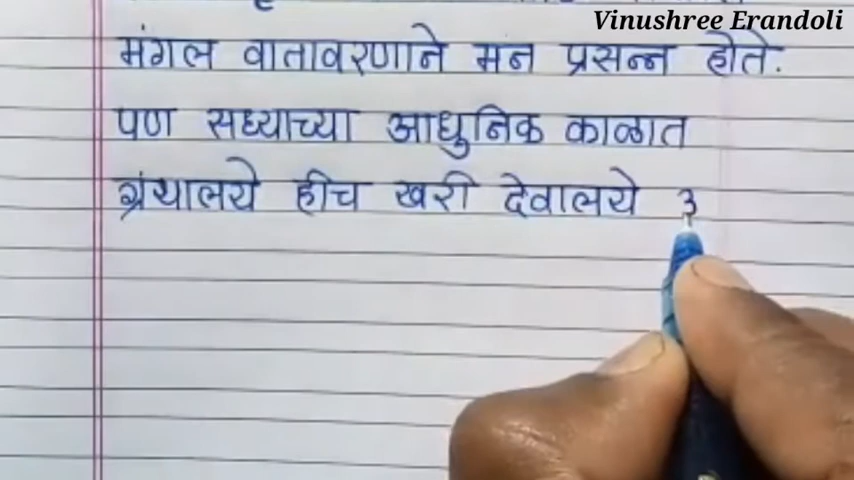 Vinushree Erandoli
मंगल वातावरणाने मन प्रसन्न होते.
पण सध्याच्या आधुनिक काळात
ग्रंथालये हीच खरी देवालये